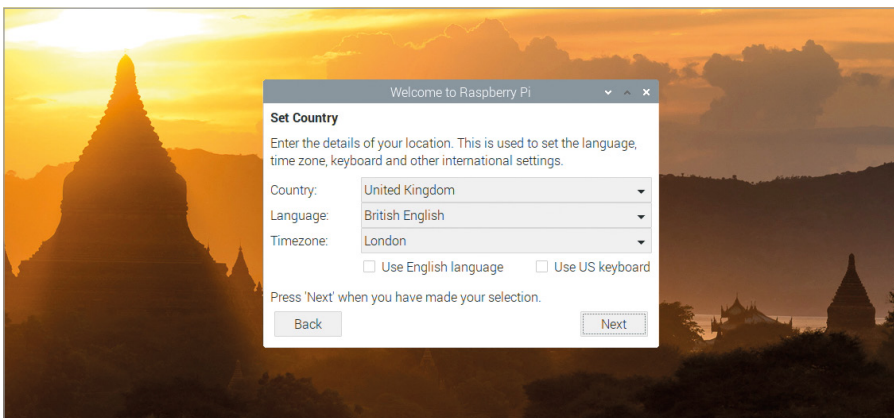 Welcome to Raspberry Pi
Set Country
Enter the details of your location. This is used to set the language,
time zone, keyboard and other international settings.
Country: United Kingdom
Language: British English
Timezone: London
Use English language Use US keyboard
Press 'Next' when you have made your selection.
Back Next